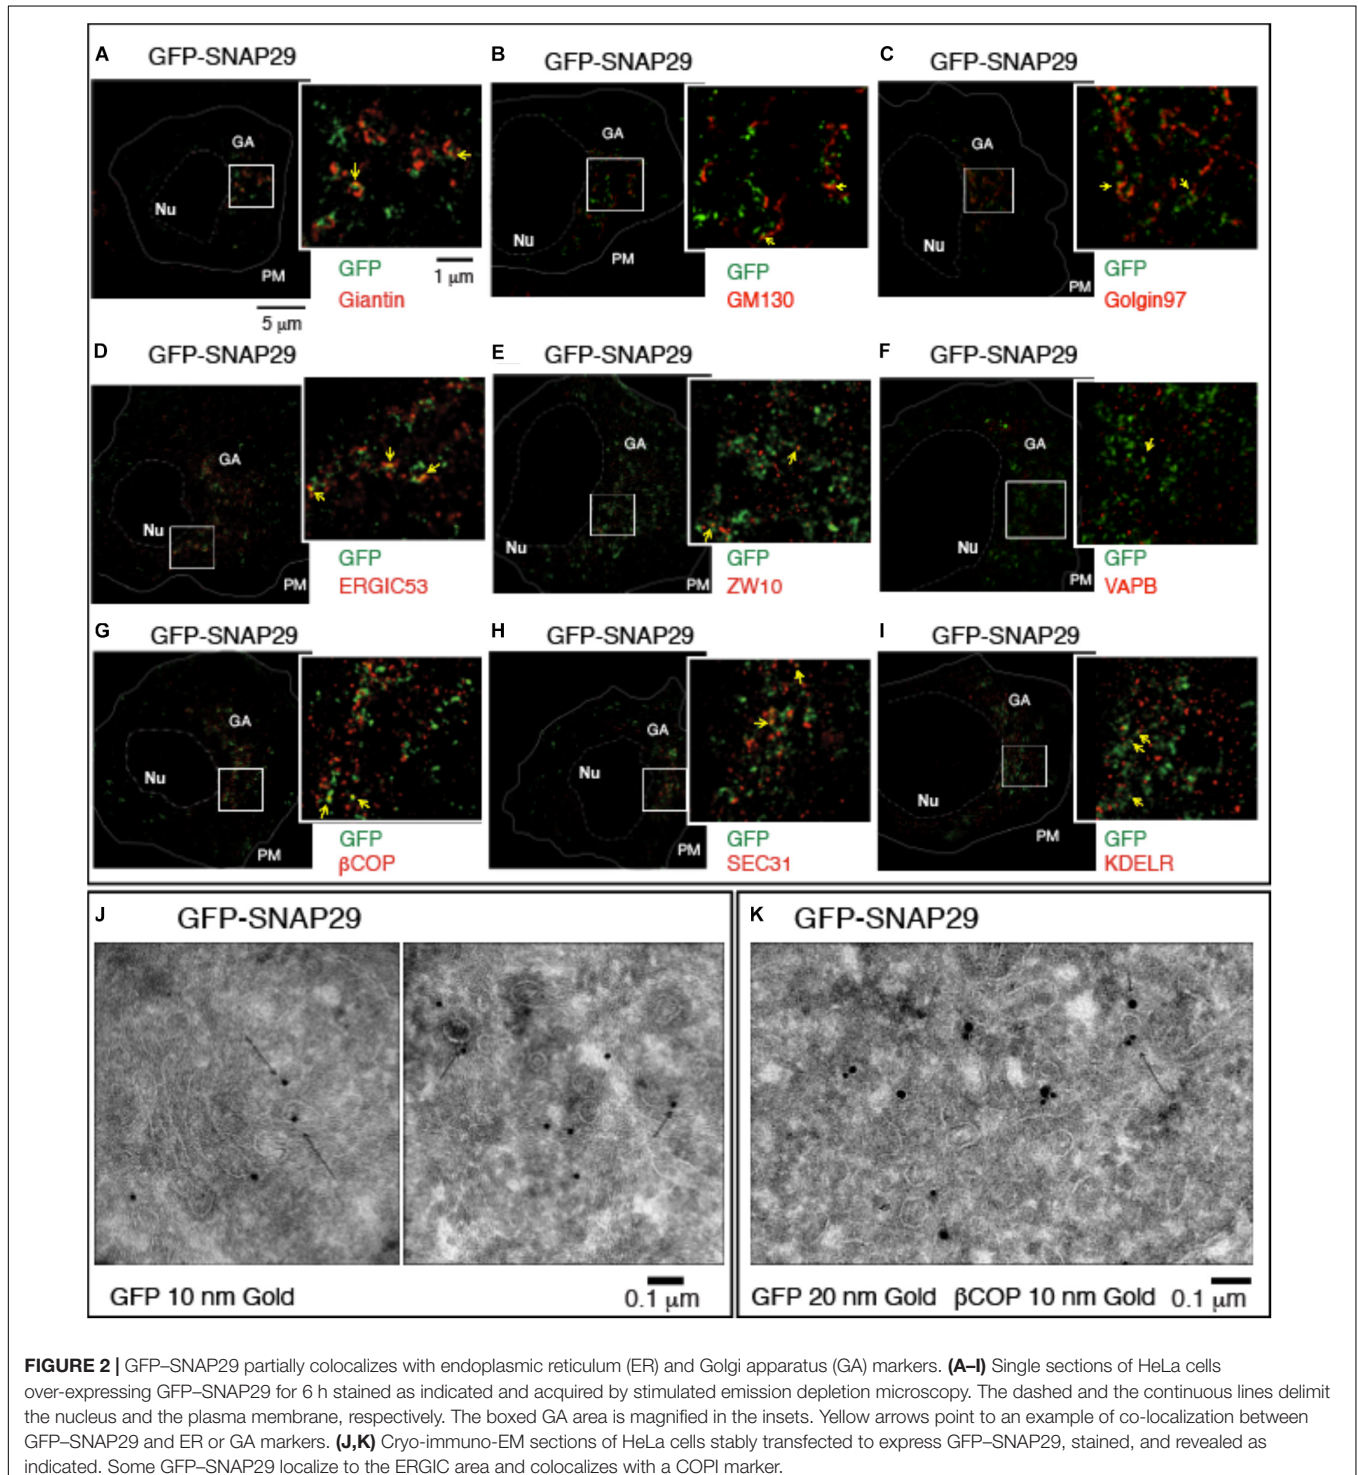 A GFP-SNAP29
GA
Nu
PM
GFP
Giantin
1 μm
5 μm
B GFP-SNAP29
GA
Nu
PM
GFP
GM130
C GFP-SNAP29
GA
Nu
PM
GFP
Golgin97
D GFP-SNAP29
GA
Nu
PM
GFP
ERGIC53
E GFP-SNAP29
GA
Nu
GFP
ZW10
F GFP-SNAP29
GA
Nu
PM
GFP
VAPB
G GFP-SNAP29
GA
Nu
PM
GFP
βCOP
H GFP-SNAP29
GA
Nu
PM
GFP
SEC31
I GFP-SNAP29
GA
Nu
PM
GFP
KDELR
J GFP-SNAP29
GFP 10 nm Gold 0.1 μm
K GFP-SNAP29
GFP 20 nm Gold βCOP 10 nm Gold 0.1 μm
FIGURE 2 | GFP–SNAP29 partially colocalizes with endoplasmic reticulum (ER) and Golgi apparatus (GA) markers. (A–I) Single sections of HeLa cells
over-expressing GFP–SNAP29 for 6 h stained as indicated and acquired by stimulated emission depletion microscopy. The dashed and the continuous lines delimit
the nucleus and the plasma membrane, respectively. The boxed GA area is magnified in the insets. Yellow arrows point to an example of co-localization between
GFP–SNAP29 and ER or GA markers. (J,K) Cryo-immuno-EM sections of HeLa cells stably transfected to express GFP–SNAP29, stained, and revealed as
indicated. Some GFP–SNAP29 localize to the ERGIC area and colocalizes with a COPI marker.